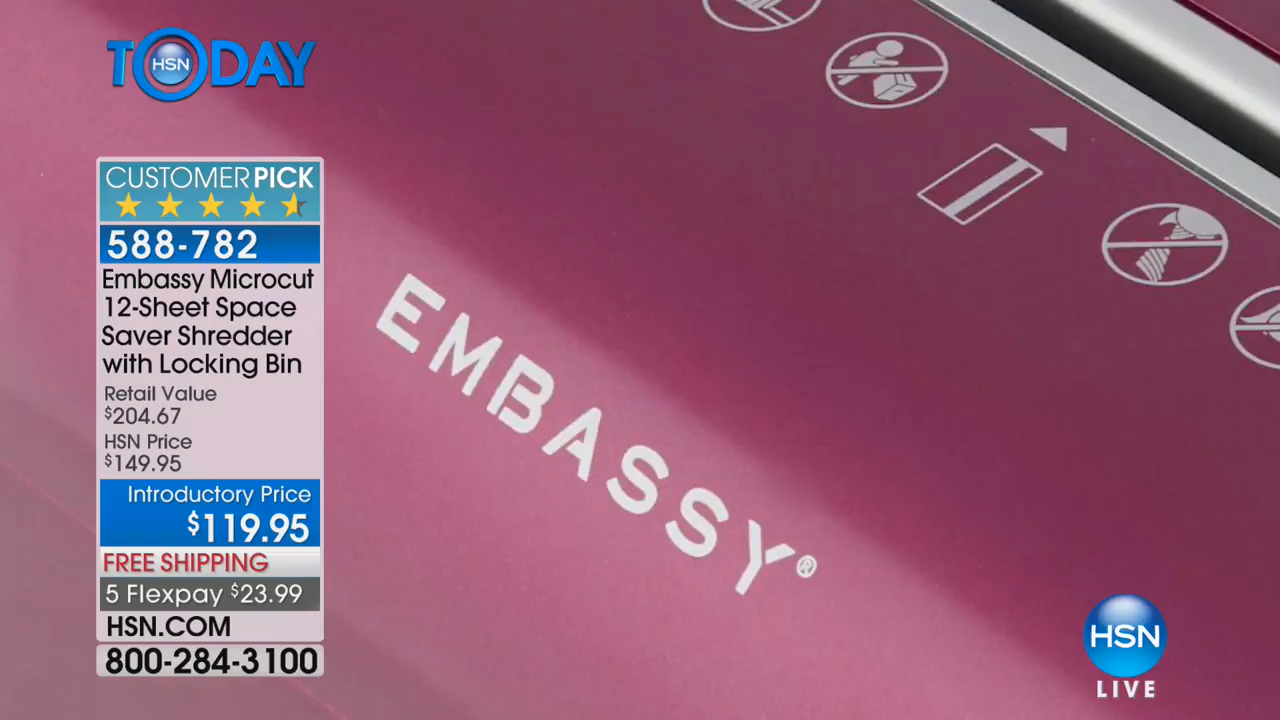 TODAY
HSN
CUSTOMER PICK
588-782
Embassy Microcut
12-Sheet Space
Saver Shredder
with Locking Bin
Retail Value
$204.67
HSN Price
$149.95
Introductory Price
$119.95
FREE SHIPPING
5 Flexpay $23.99
HSN.COM
800-284-3100
EMBASSY®
HSN
LIVE